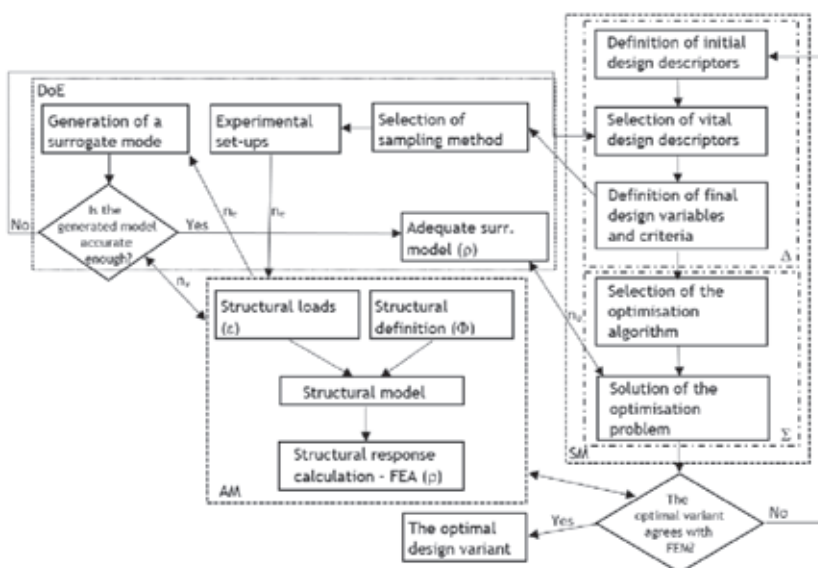 DoE
Generation of a
surrogate mode
Experimental
set-ups
Selection of
sampling method
Is the
generated model
accurate
enough?
No
Yes
Adequate surr.
model (ρ)
nₑ
nₑ
nᵥ
Structural loads
(ε)
Structural
definition (Φ)
Structural model
Structural response
calculation - FEA (ρ)
AM
Definition of initial
design descriptors
Selection of vital
design descriptors
Definition of final
design variables
and criteria
Δ
Selection of the
optimisation
algorithm
Solution of the
optimisation
problem
Σ
SM
The
optimal variant
agrees with
FEM?
Yes
No
The optimal
design variant